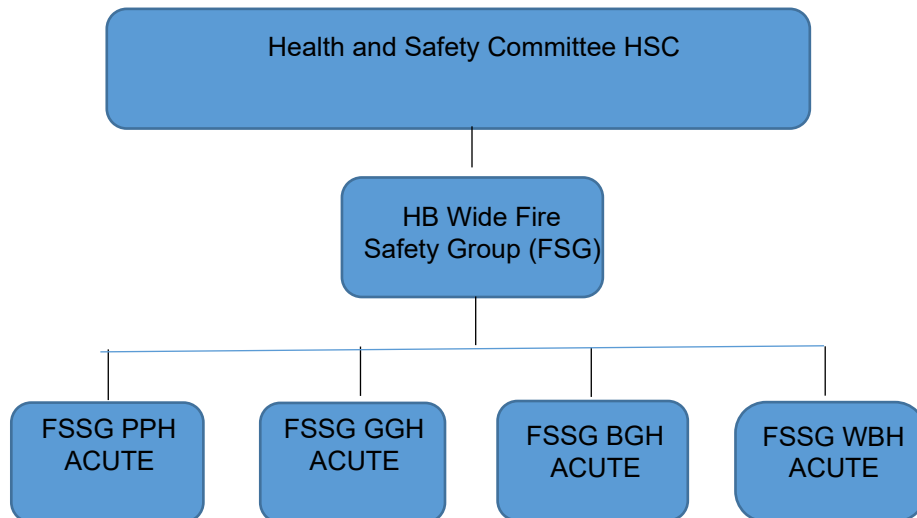 Health and Safety Committee HSC
HB Wide Fire
Safety Group (FSG)
FSSG PPH
ACUTE
FSSG GGH
ACUTE
FSSG BGH
ACUTE
FSSG WBH
ACUTE